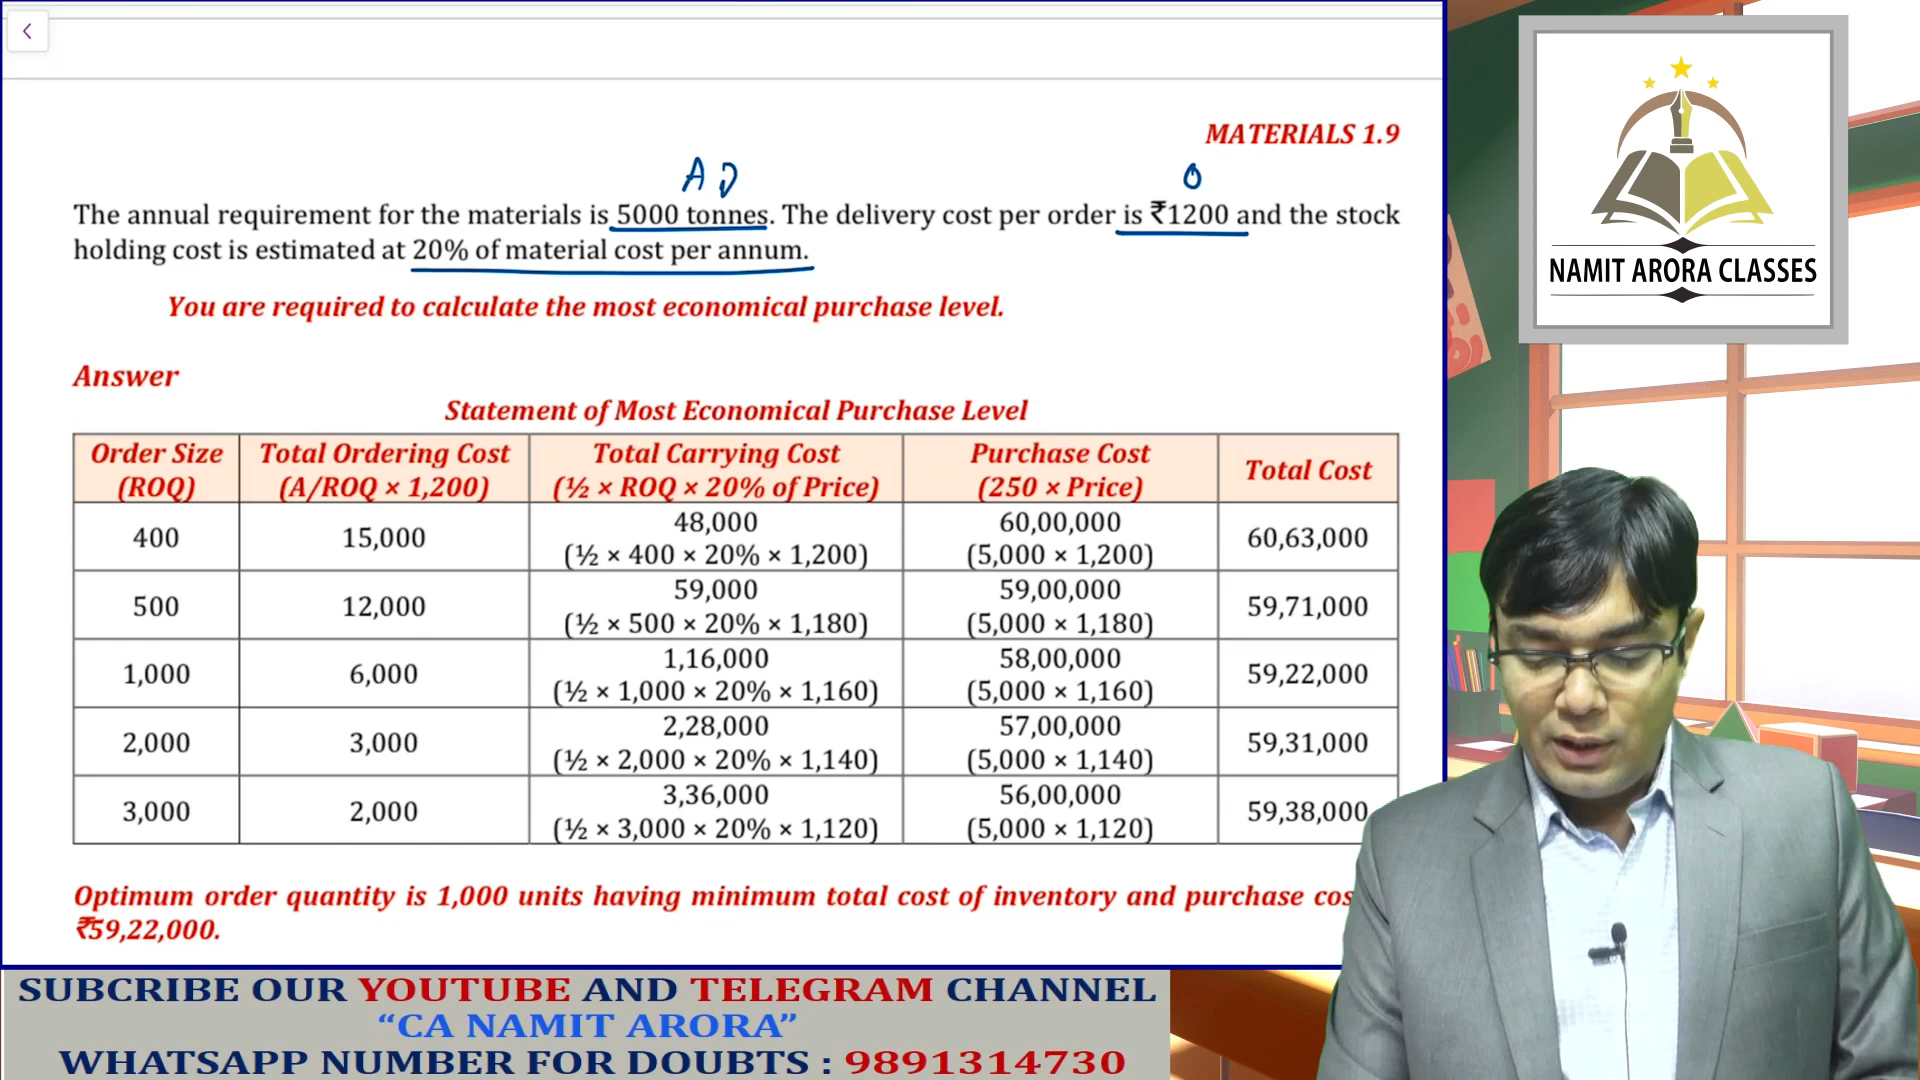 MATERIALS 1.9
A D
O
The annual requirement for the materials is 5000 tonnes. The delivery cost per order is ₹1200 and the stock
holding cost is estimated at 20% of material cost per annum.
You are required to calculate the most economical purchase level.
Answer
Statement of Most Economical Purchase Level
Order Size (ROQ) Total Ordering Cost (A/ROQ × 1,200) Total Carrying Cost (½ × ROQ × 20% of Price) Purchase Cost (250 × Price) Total Cost
400 15,000 48,000 (½ × 400 × 20% × 1,200) 60,00,000 (5,000 × 1,200) 60,63,000
500 12,000 59,000 (½ × 500 × 20% × 1,180) 59,00,000 (5,000 × 1,180) 59,71,000
1,000 6,000 1,16,000 (½ × 1,000 × 20% × 1,160) 58,00,000 (5,000 × 1,160) 59,22,000
2,000 3,000 2,28,000 (½ × 2,000 × 20% × 1,140) 57,00,000 (5,000 × 1,140) 59,31,000
3,000 2,000 3,36,000 (½ × 3,000 × 20% × 1,120) 56,00,000 (5,000 × 1,120) 59,38,000
Optimum order quantity is 1,000 units having minimum total cost of inventory and purchase cos
₹59,22,000.
NAMIT ARORA CLASSES
SUBCRIBE OUR YOUTUBE AND TELEGRAM CHANNEL
“CA NAMIT ARORA”
WHATSAPP NUMBER FOR DOUBTS : 9891314730